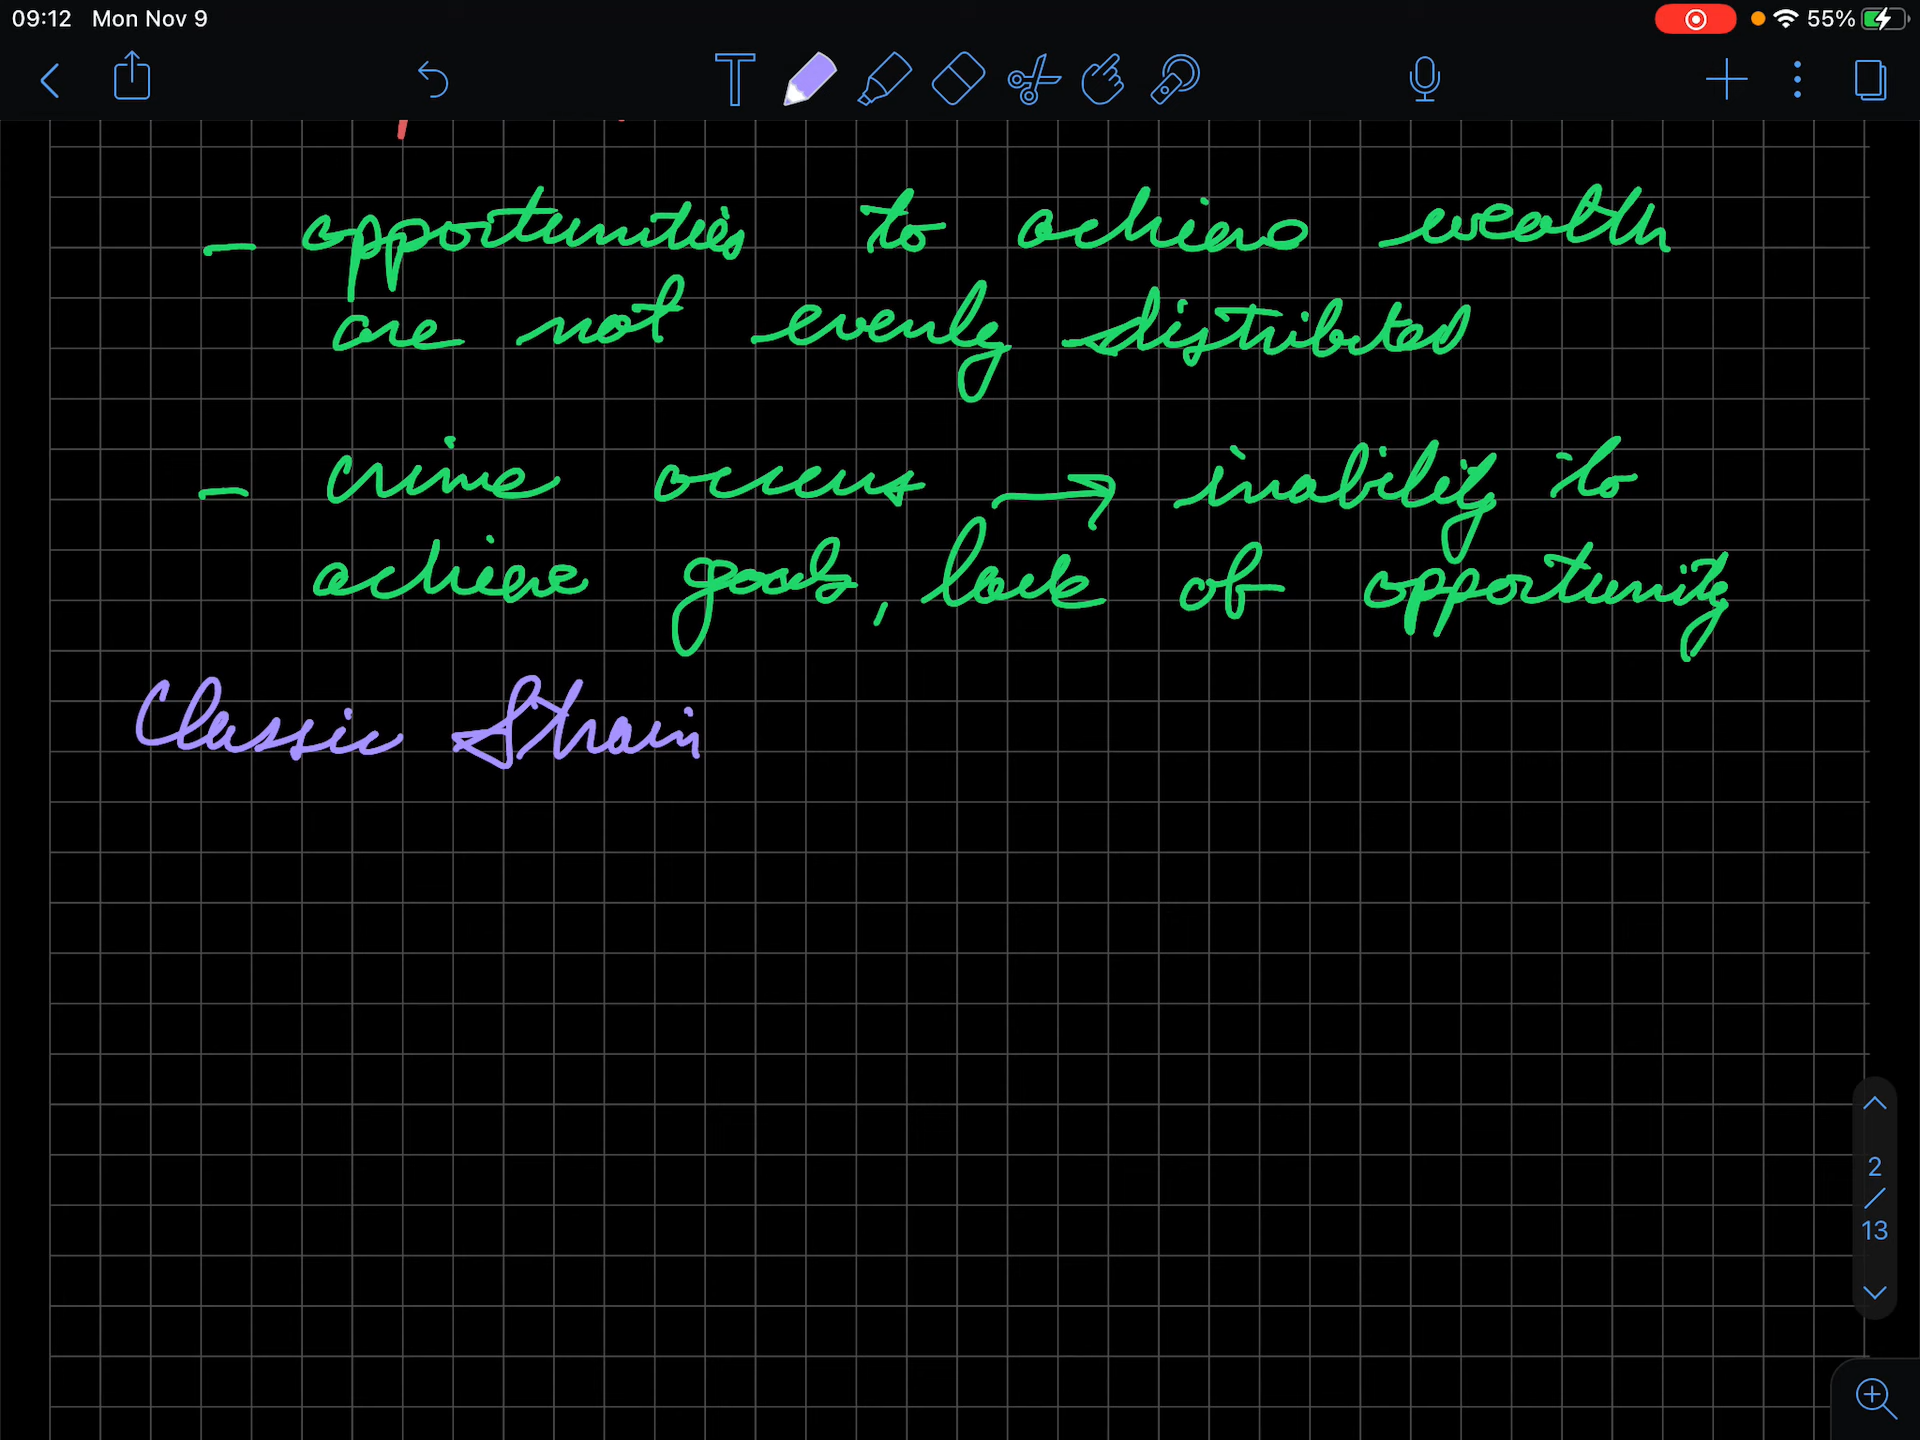 09:12 Mon Nov 9 55%
T
- opportunities to achieve wealth
are not evenly distributed
- crime occurs → inability to
achieve goals, lack of opportunity
Classic Strain
2
/
13